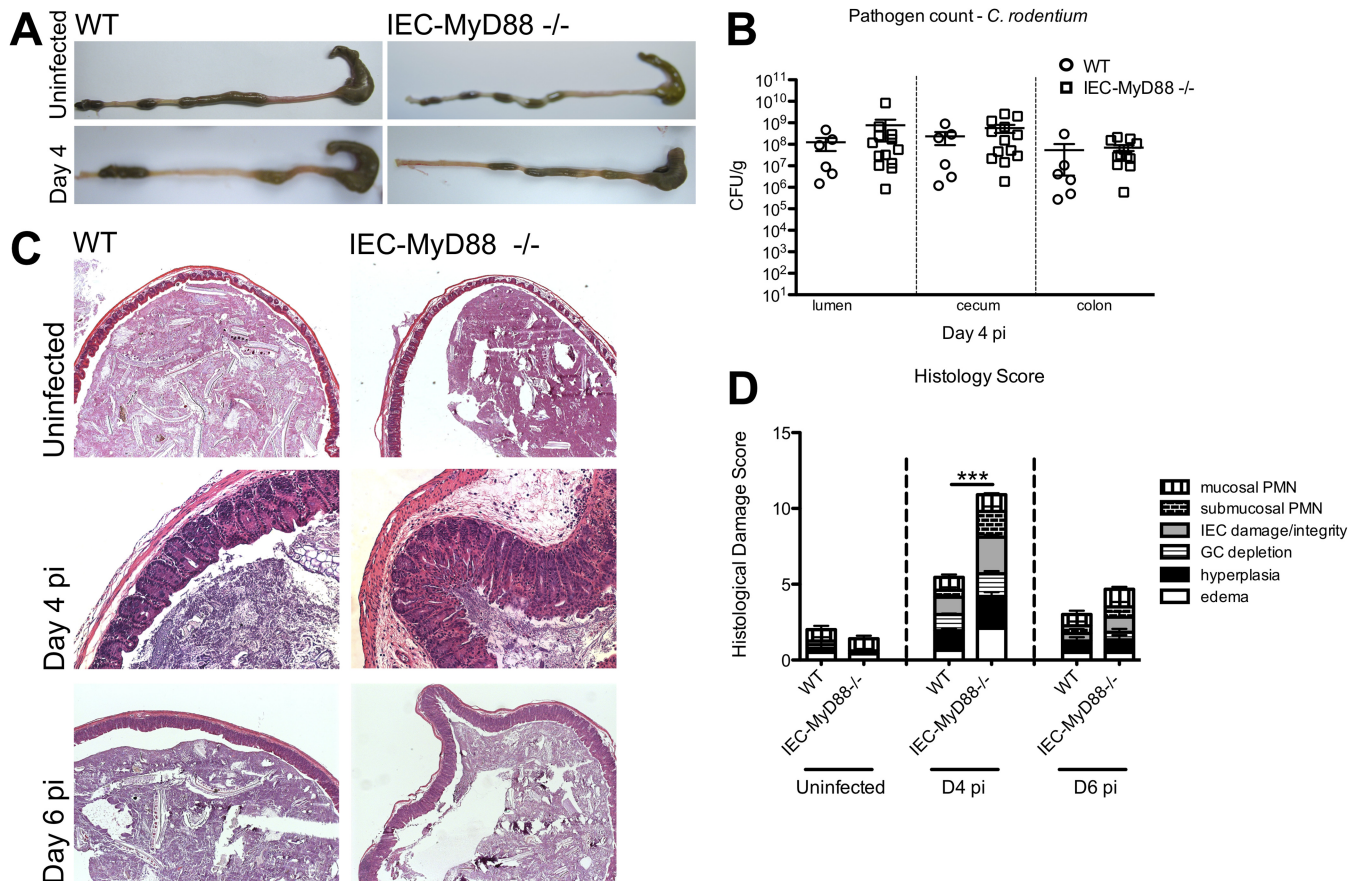 A
WT
IEC-MyD88 -/-
Uninfected
Day 4
B
Pathogen count - C. rodentium
WT
IEC-MyD88 -/-
CFU/g
10¹¹
10¹⁰
10⁹
10⁸
10⁷
10⁶
10⁵
10⁴
10³
10²
10¹
lumen
cecum
colon
Day 4 pi
C
WT
IEC-MyD88 -/-
Uninfected
Day 4 pi
Day 6 pi
D
Histology Score
Histological Damage Score
15
10
5
0
***
mucosal PMN
submucosal PMN
IEC damage/integrity
GC depletion
hyperplasia
edema
WT
IEC-MyD88-/-
WT
IEC-MyD88-/-
WT
IEC-MyD88-/-
Uninfected
D4 pi
D6 pi